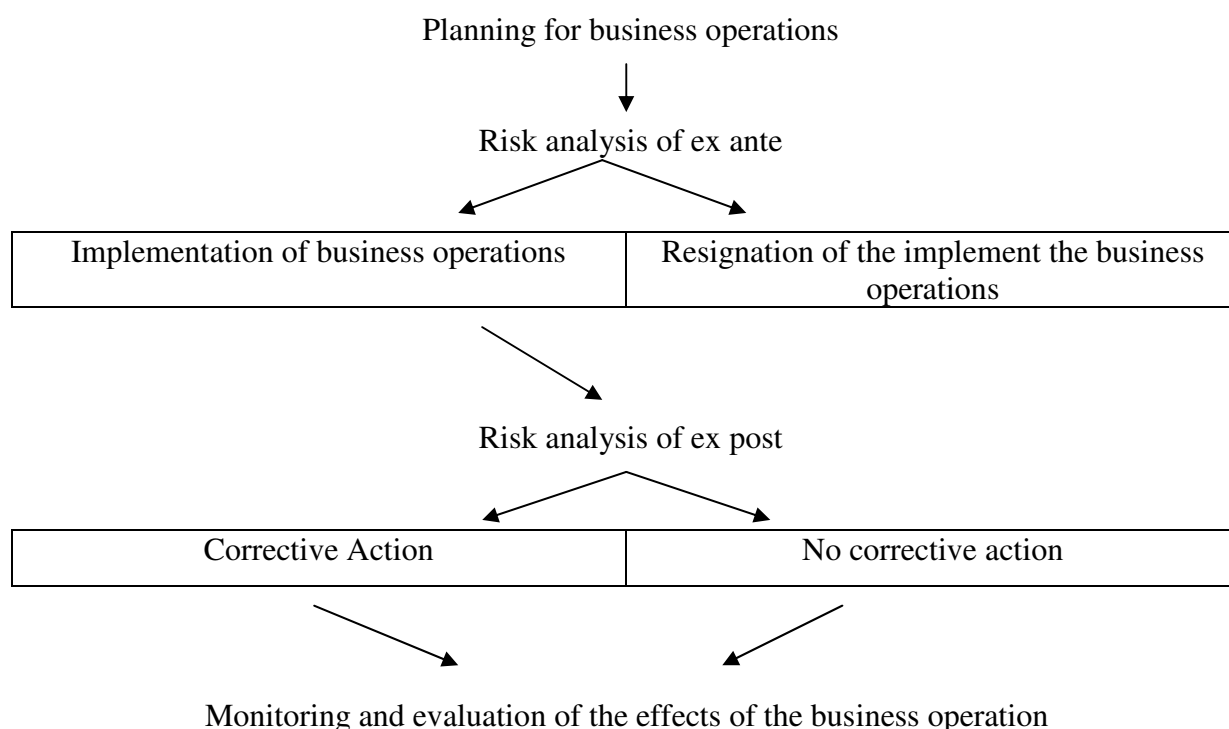 Planning for business operations
Risk analysis of ex ante
Implementation of business operations
Resignation of the implement the business
operations
Risk analysis of ex post
Corrective Action
No corrective action
Monitoring and evaluation of the effects of the business operation